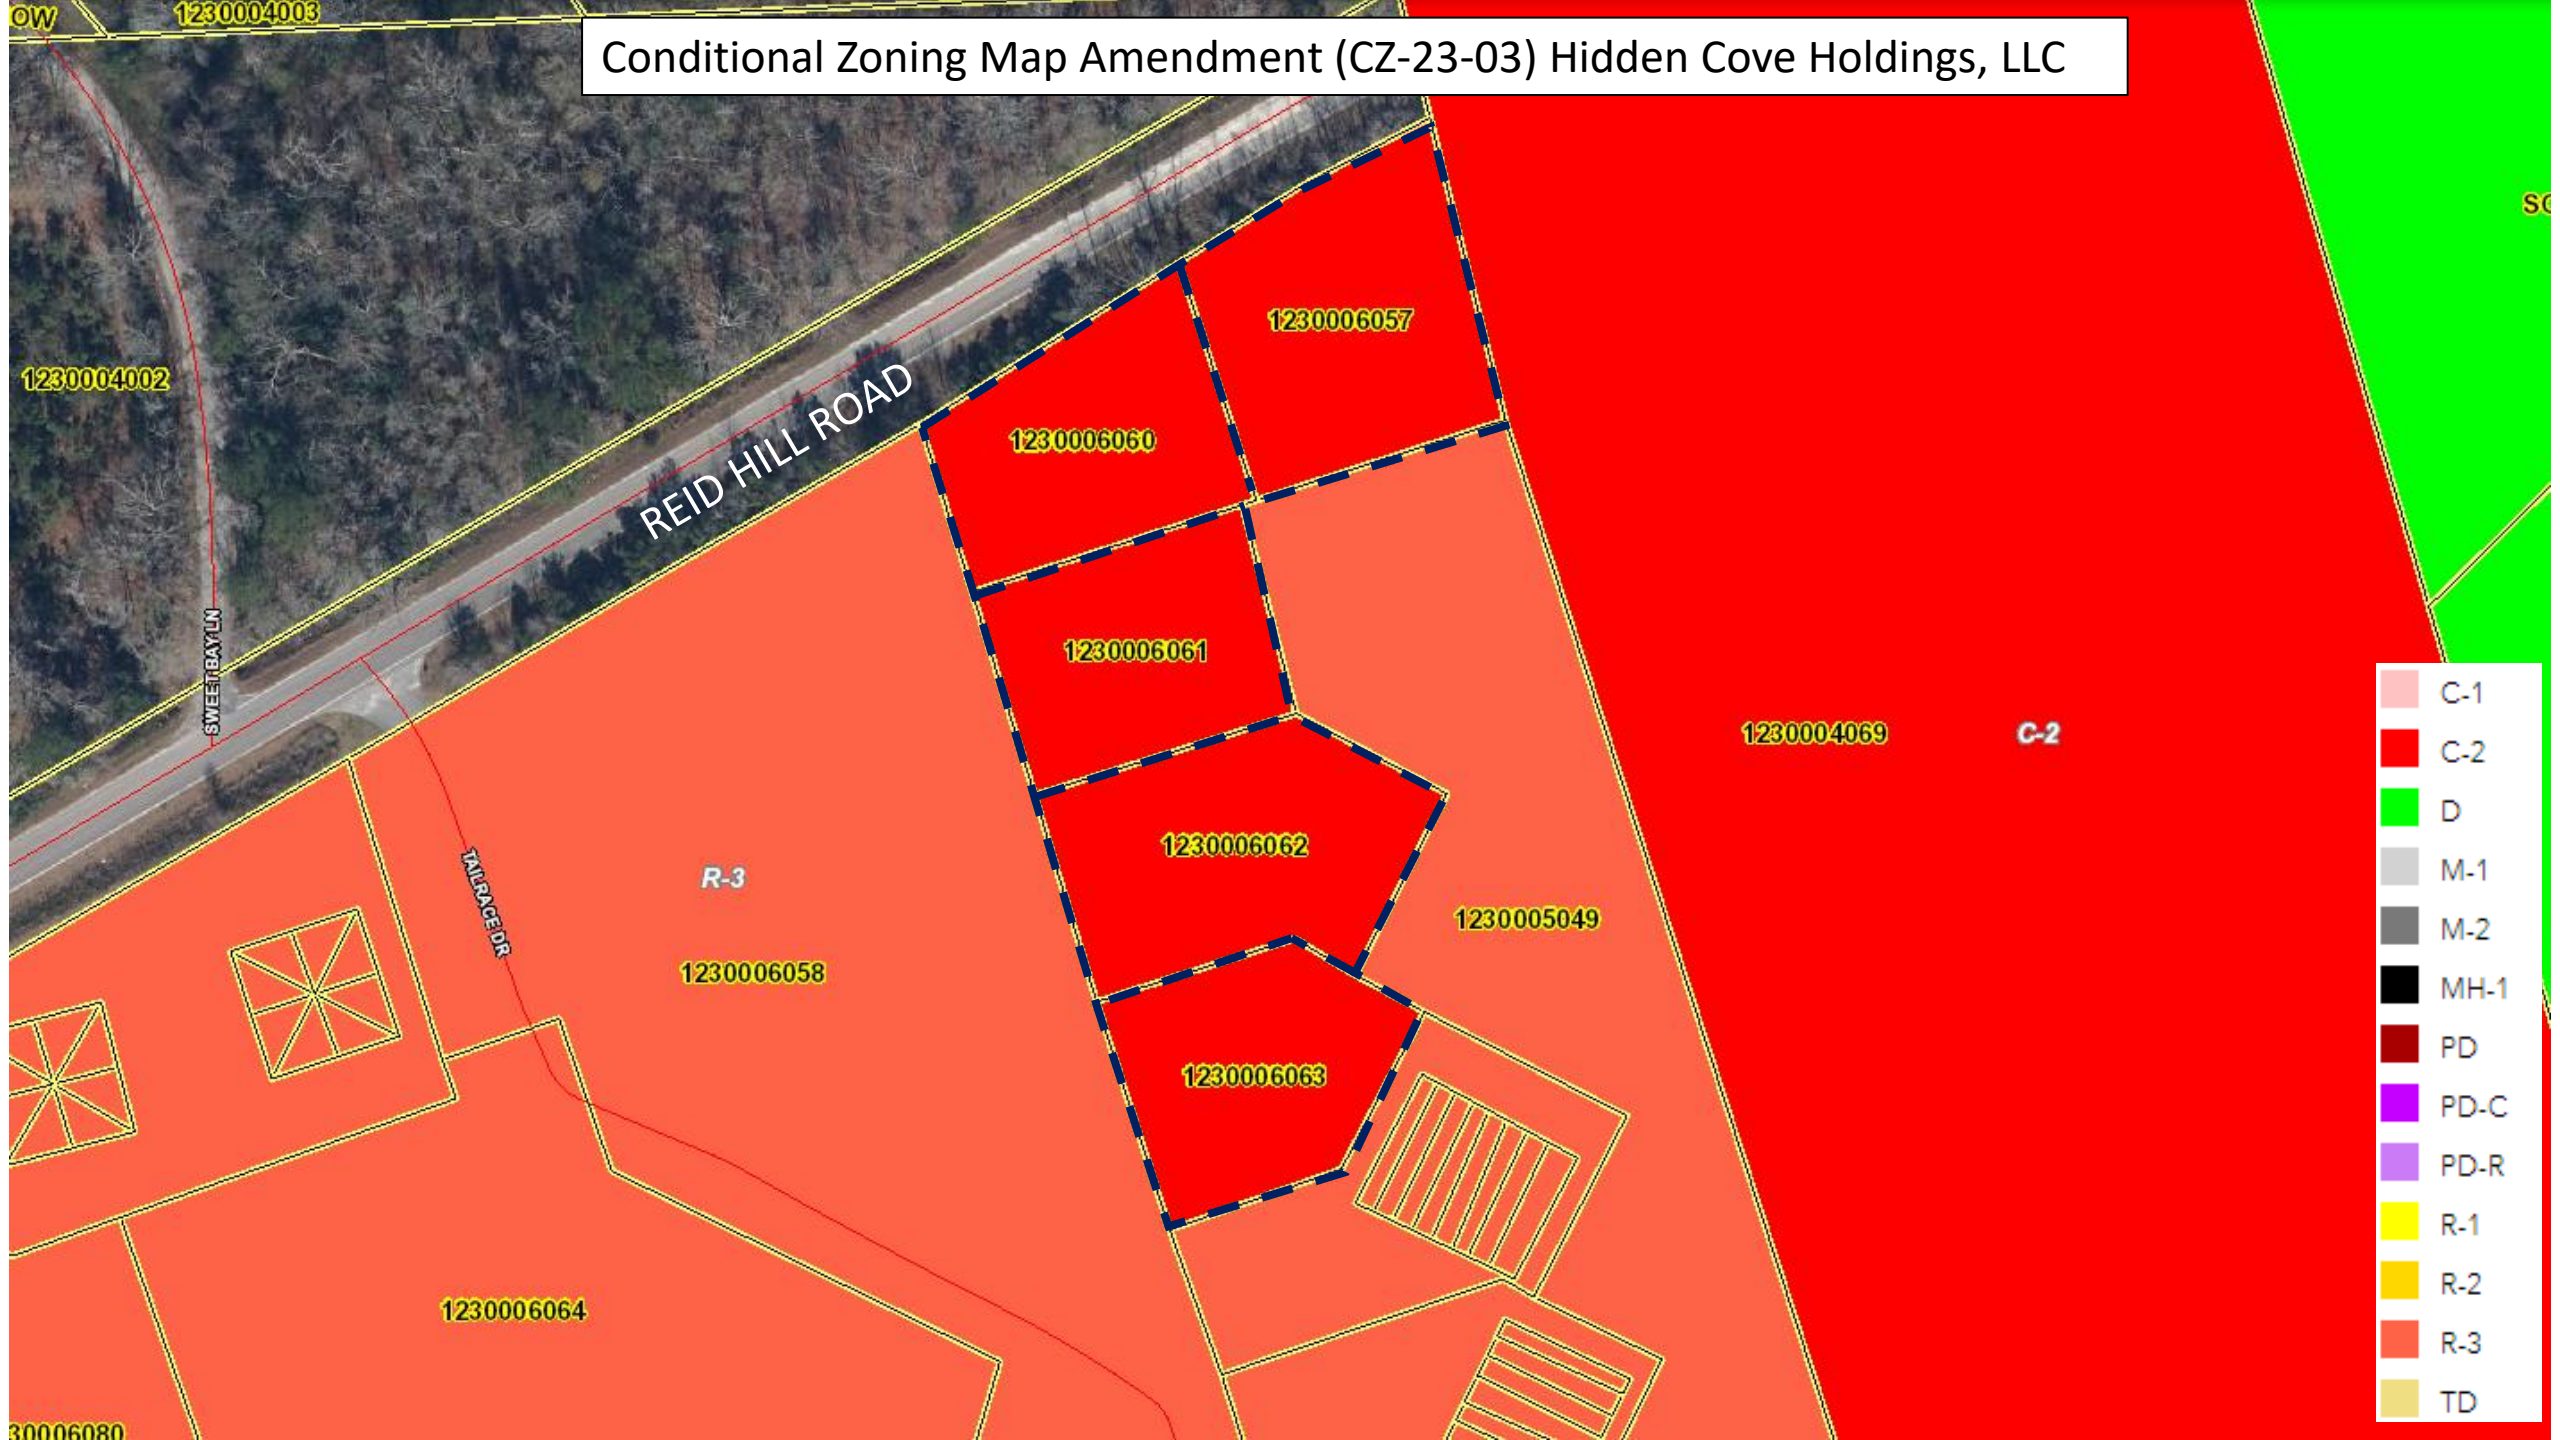 OW
1230004003
Conditional Zoning Map Amendment (CZ-23-03) Hidden Cove Holdings, LLC
1230004002
1230006057
1230006060
REID HILL ROAD
1230006061
SWEET BAY LN
1230004069
C-2
1230006062
R-3
TAILRACE DR
1230005049
1230006058
1230006063
1230006064
30006080
C-1
C-2
D
M-1
M-2
MH-1
PD
PD-C
PD-R
R-1
R-2
R-3
TD